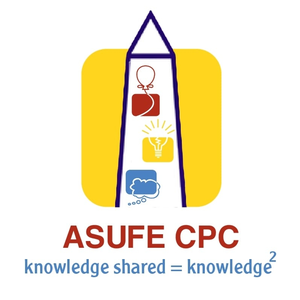 ASUFE CPC
knowledge shared = knowledge²